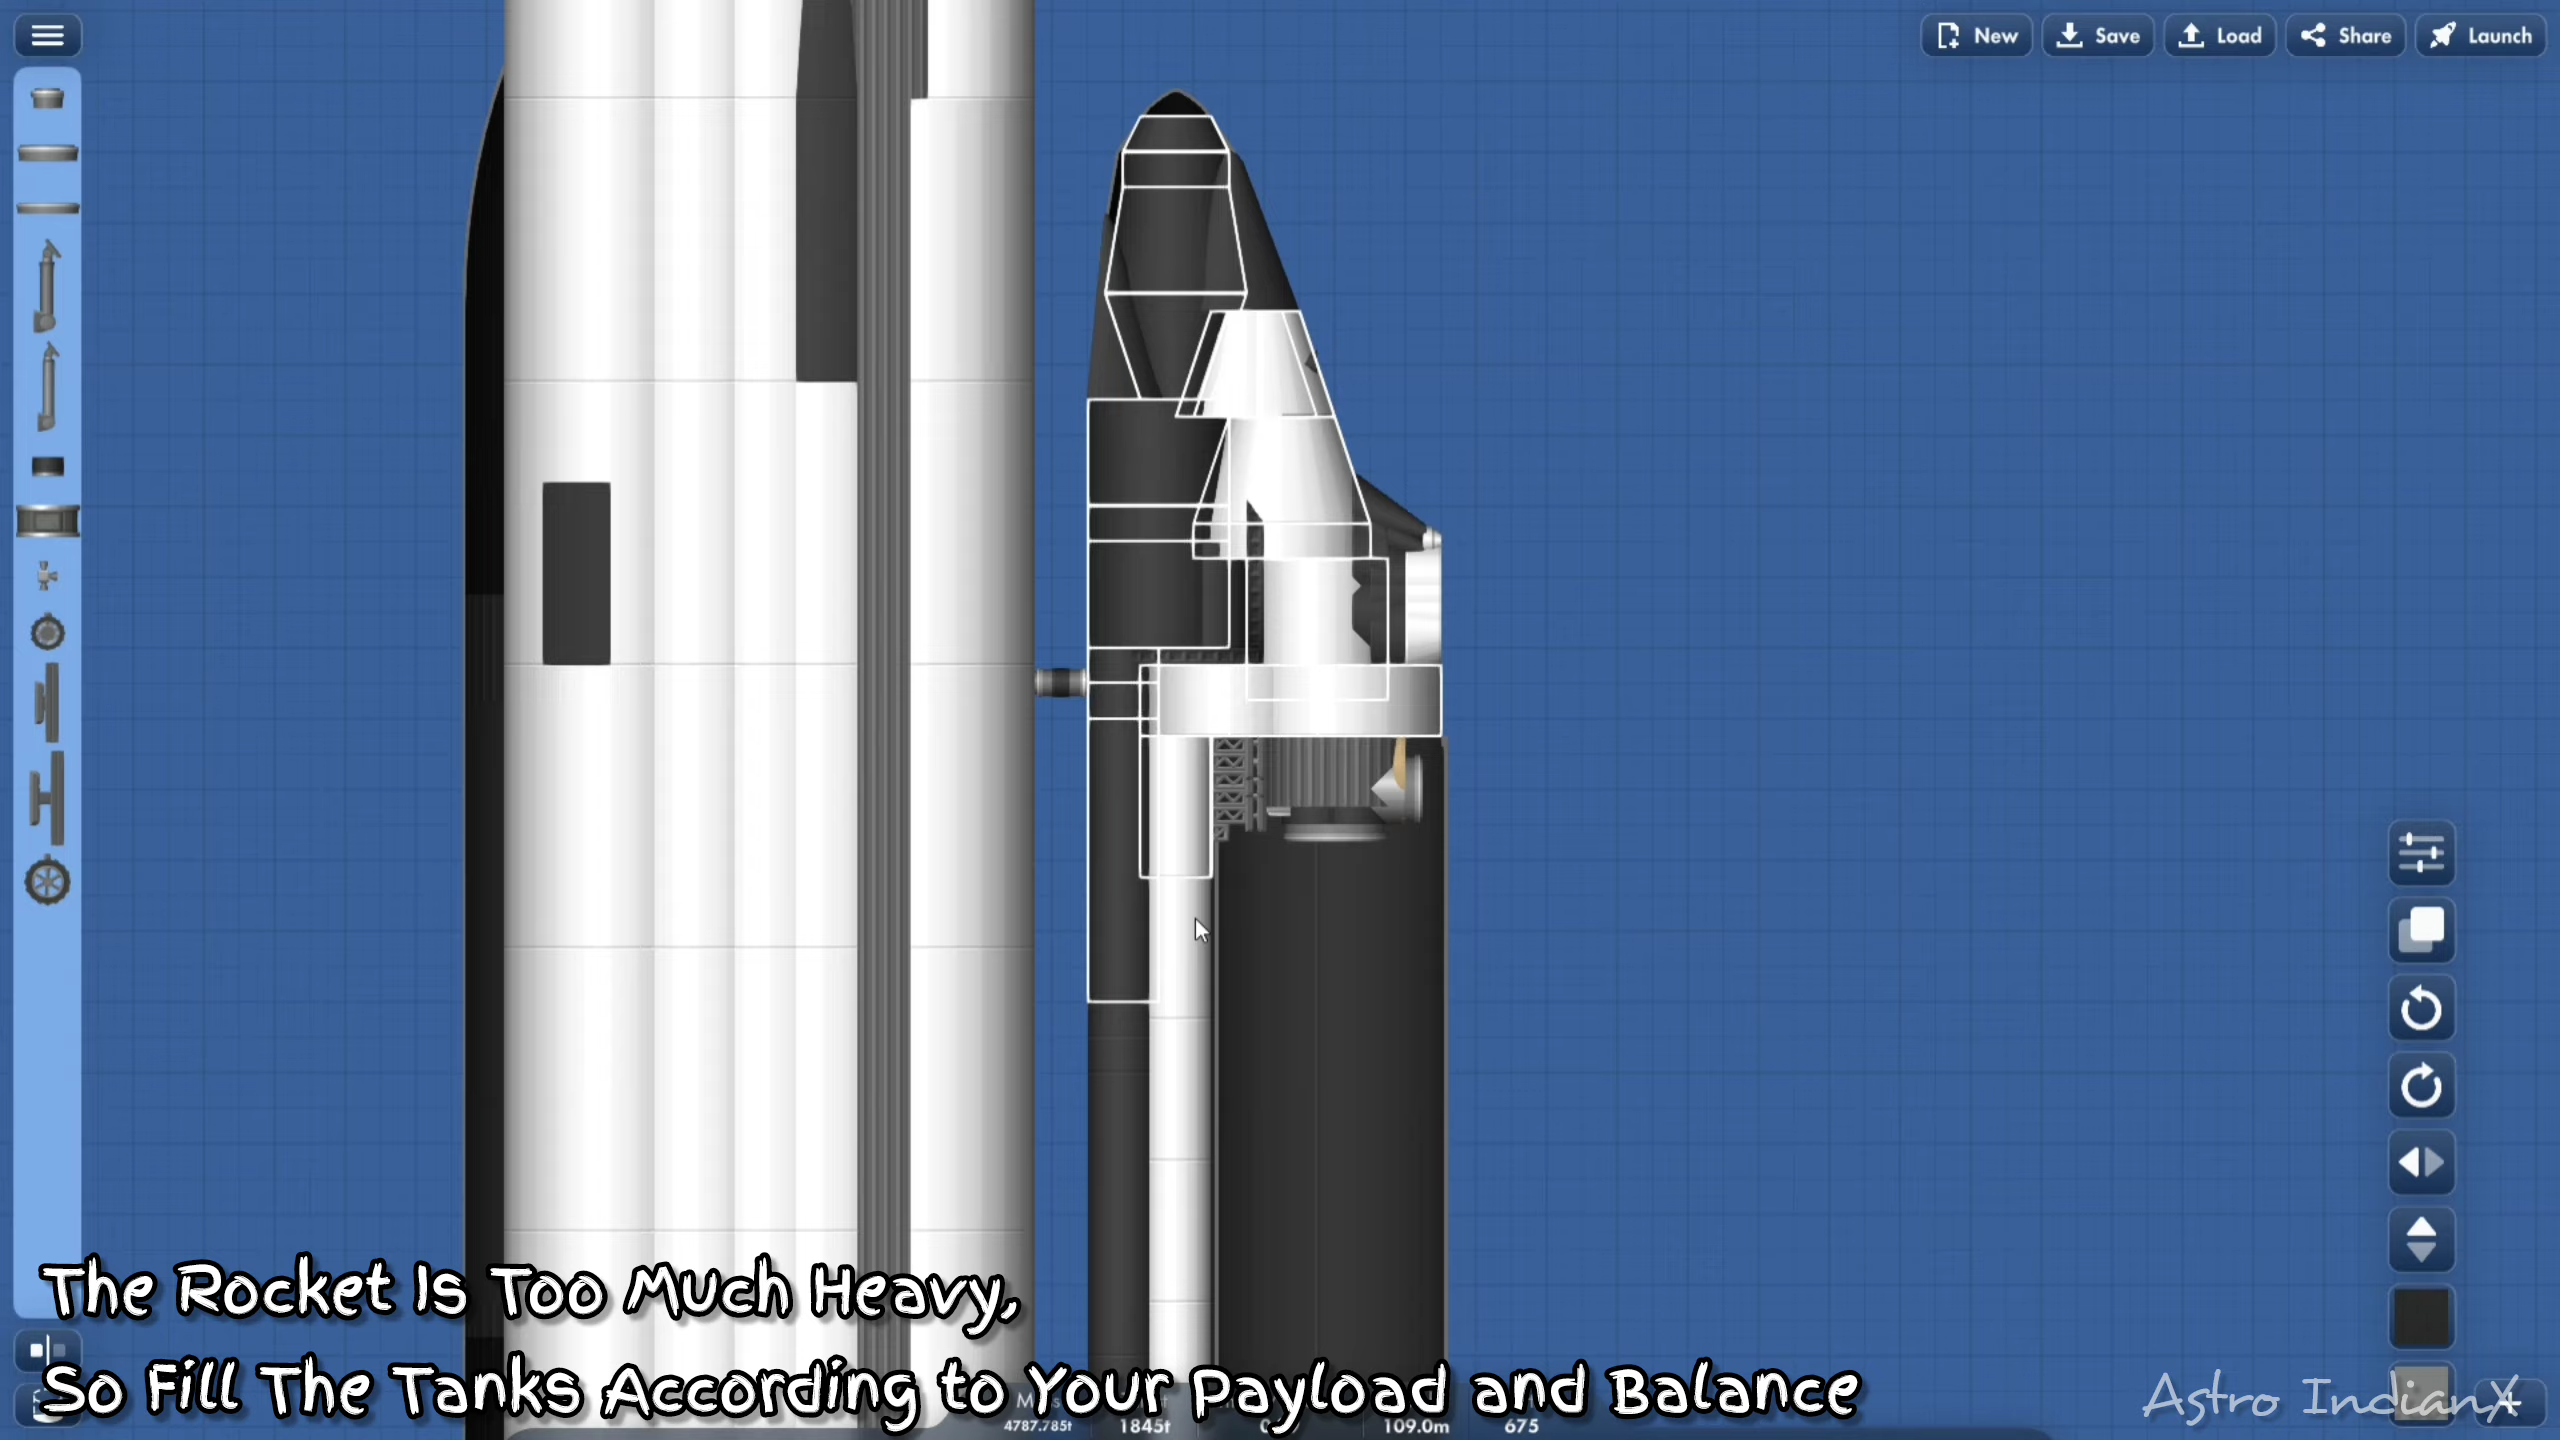 New Save Load Share Launch
The Rocket Is Too Much Heavy,
So Fill The Tanks According to Your Payload and Balance
4787.785t 1845t 109.0m 675
Astro IndianX